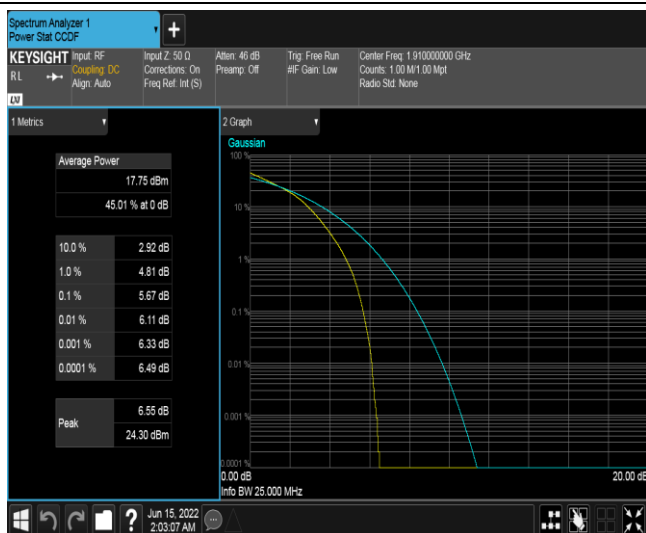 Spectrum Analyzer 1
Power Stat CCDF
+
KEYSIGHT
RL
LXI
Input: RF
Coupling: DC
Align: Auto
Input Z: 50 Ω
Corrections: On
Freq Ref: Int (S)
Atten: 46 dB
Preamp: Off
Trig: Free Run
#IF Gain: Low
Center Freq: 1.910000000 GHz
Counts: 1.00 M/1.00 Mpt
Radio Std: None
1 Metrics
Average Power
17.75 dBm
45.01 % at 0 dB
10.0 % 2.92 dB
1.0 % 4.81 dB
0.1 % 5.67 dB
0.01 % 6.11 dB
0.001 % 6.33 dB
0.0001 % 6.49 dB
Peak
6.55 dB
24.30 dBm
2 Graph
Gaussian
100 %
10 %
1 %
0.1 %
0.01 %
0.001 %
0.0001 %
0.00 dB 20.00 dB
Info BW 25.000 MHz
?
Jun 15, 2022
2:03:07 AM